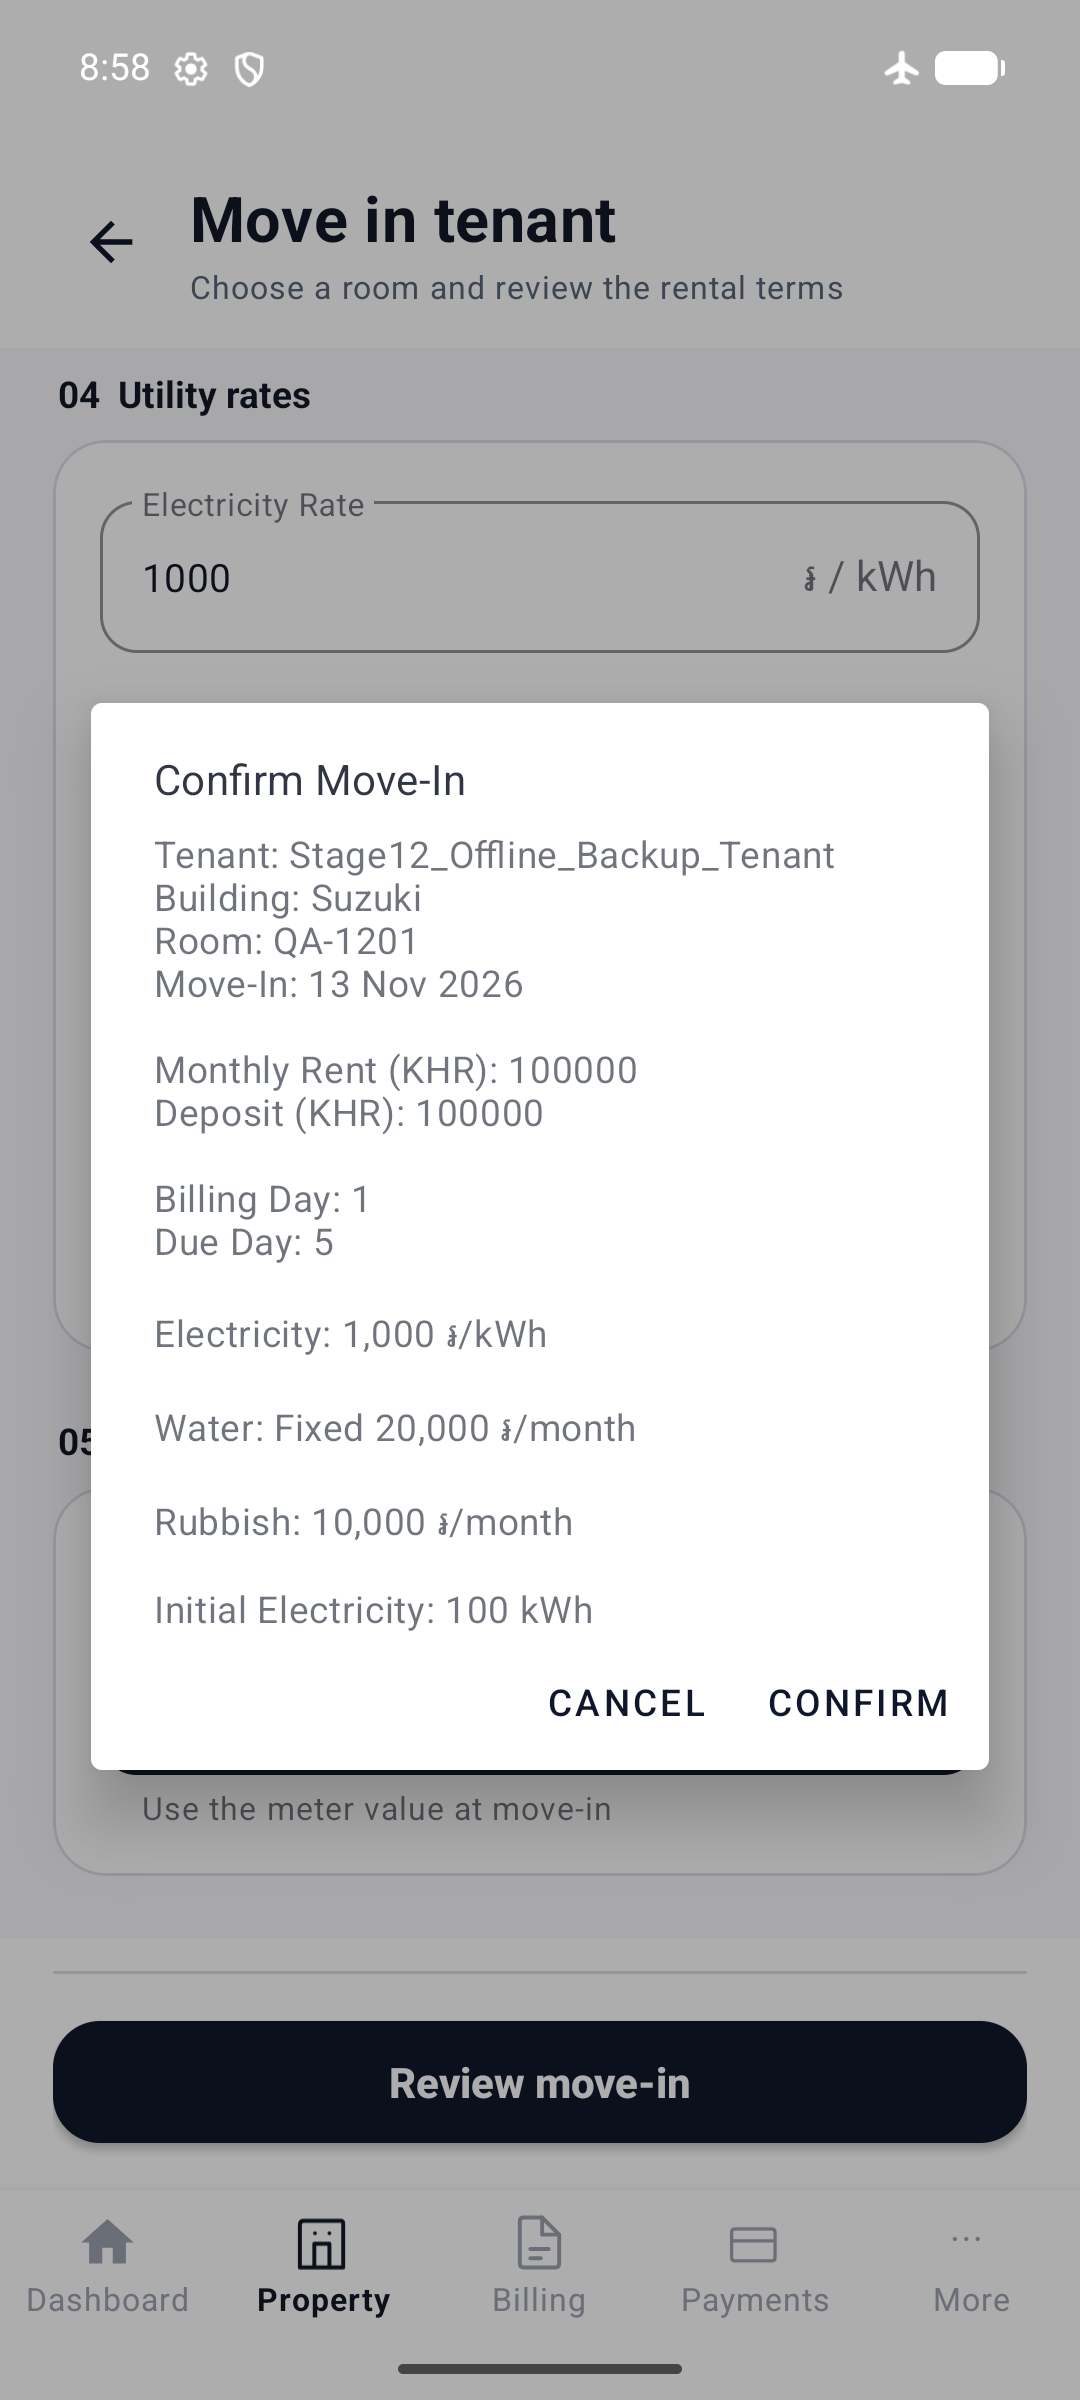 8:58
Move in tenant
Choose a room and review the rental terms
04 Utility rates
Electricity Rate
1000 ៛ / kWh
Confirm Move-In
Tenant: Stage12_Offline_Backup_Tenant
Building: Suzuki
Room: QA-1201
Move-In: 13 Nov 2026
Monthly Rent (KHR): 100000
Deposit (KHR): 100000
Billing Day: 1
Due Day: 5
Electricity: 1,000 ៛/kWh
Water: Fixed 20,000 ៛/month
05
Rubbish: 10,000 ៛/month
Initial Electricity: 100 kWh
CANCEL CONFIRM
Use the meter value at move-in
Review move-in
Dashboard Property Billing Payments More